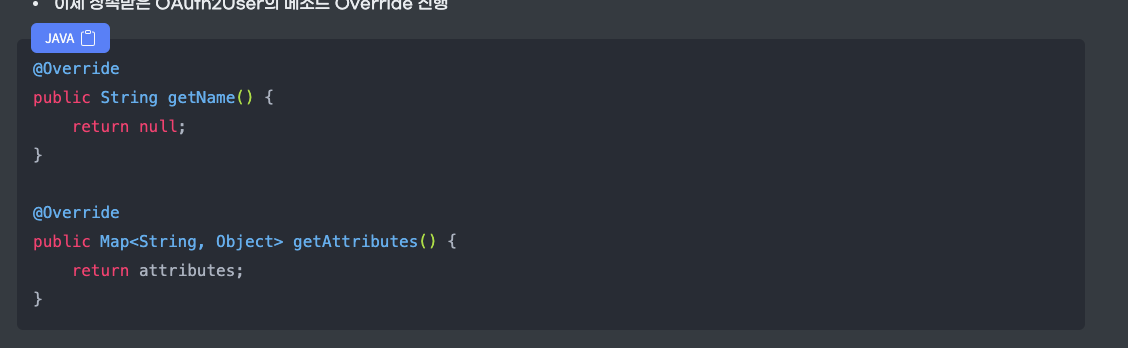 • 이제 상속받은 OAuth2User의 메소드 Override 진행
JAVA
@Override
public String getName() {
    return null;
}
@Override
public Map<String, Object> getAttributes() {
    return attributes;
}